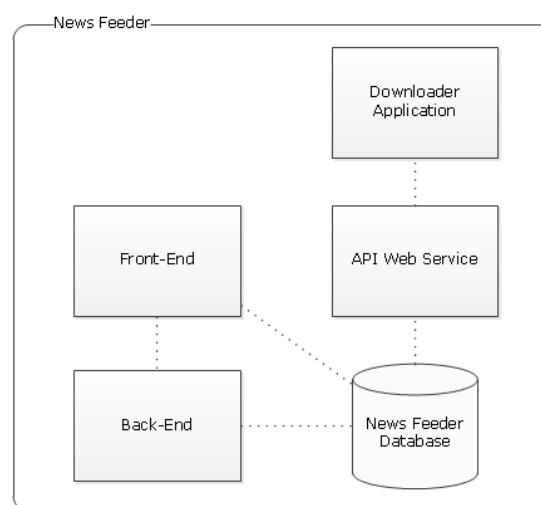 News Feeder
Downloader
Application
Front-End
API Web Service
Back-End
News Feeder
Database